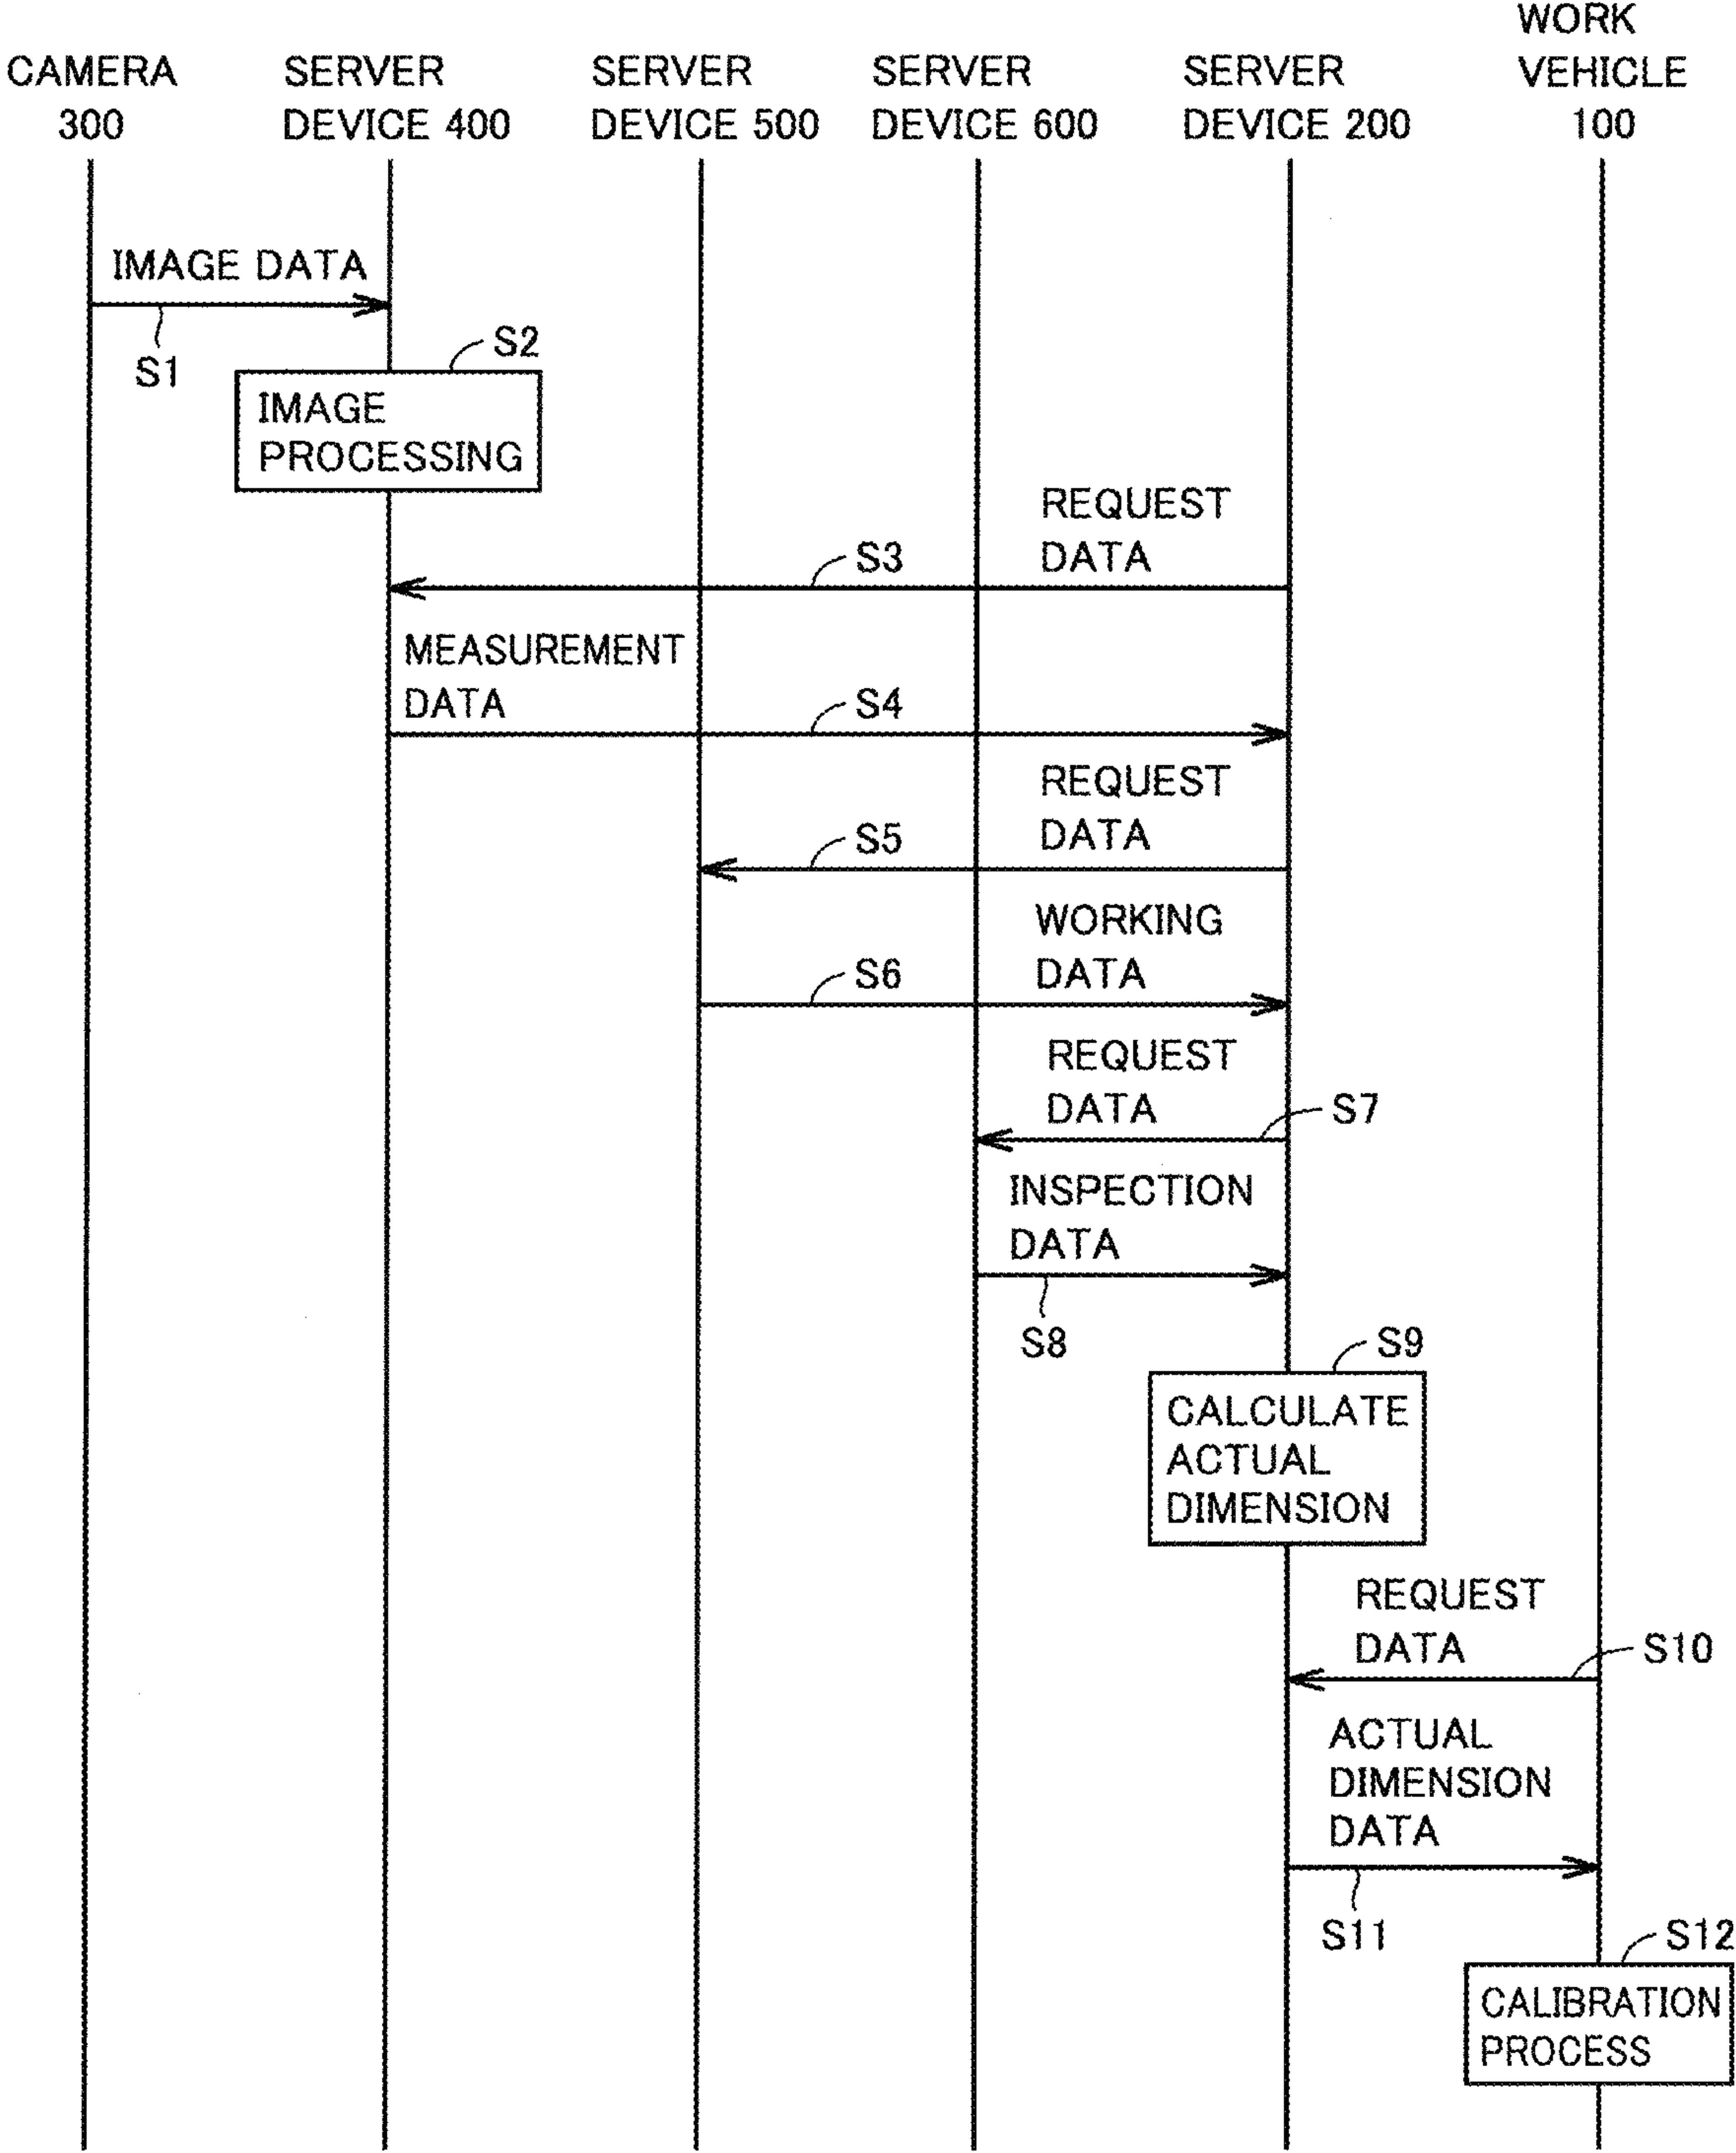 CAMERA
300
SERVER
DEVICE 400
SERVER
DEVICE 500
SERVER
DEVICE 600
SERVER
DEVICE 200
WORK
VEHICLE
100
IMAGE DATA
S1
S2
IMAGE
PROCESSING
REQUEST
DATA
S3
MEASUREMENT
DATA
S4
REQUEST
DATA
S5
WORKING
DATA
S6
REQUEST
DATA
S7
INSPECTION
DATA
S8
S9
CALCULATE
ACTUAL
DIMENSION
REQUEST
DATA
S10
ACTUAL
DIMENSION
DATA
S11
S12
CALIBRATION
PROCESS